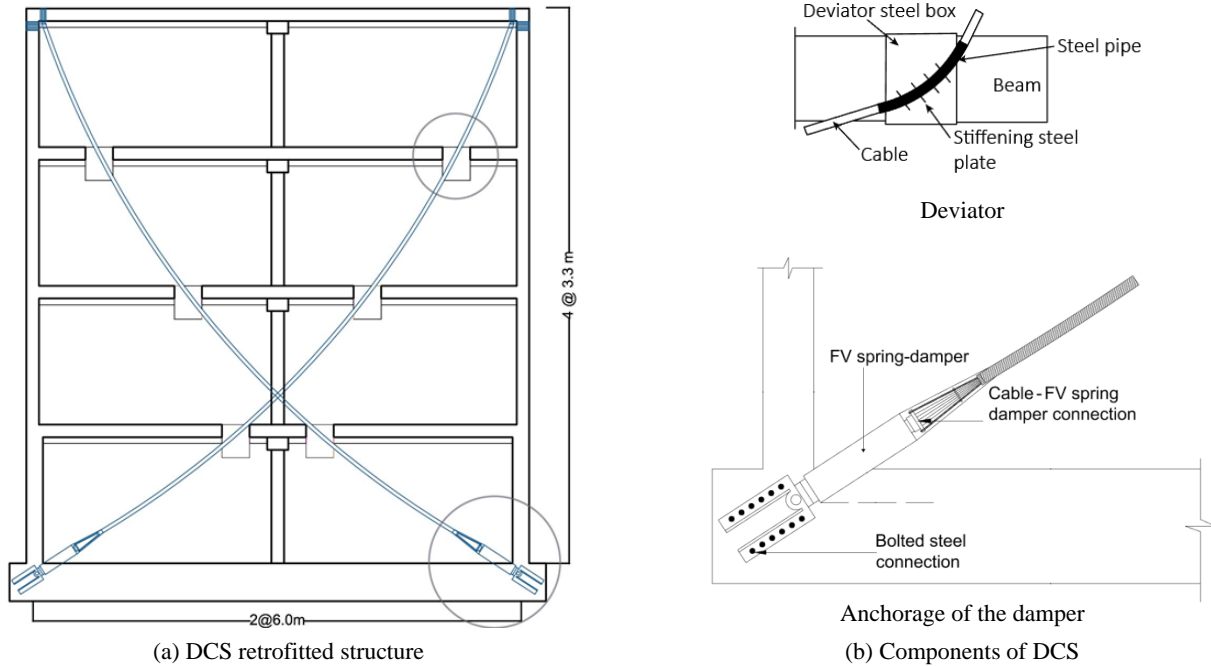 4 @ 3.3 m
2@6.0m
(a) DCS retrofitted structure
Deviator steel box
Steel pipe
Beam
Stiffening steel
plate
Cable
Deviator
FV spring-damper
Cable - FV spring
damper connection
Bolted steel
connection
Anchorage of the damper
(b) Components of DCS